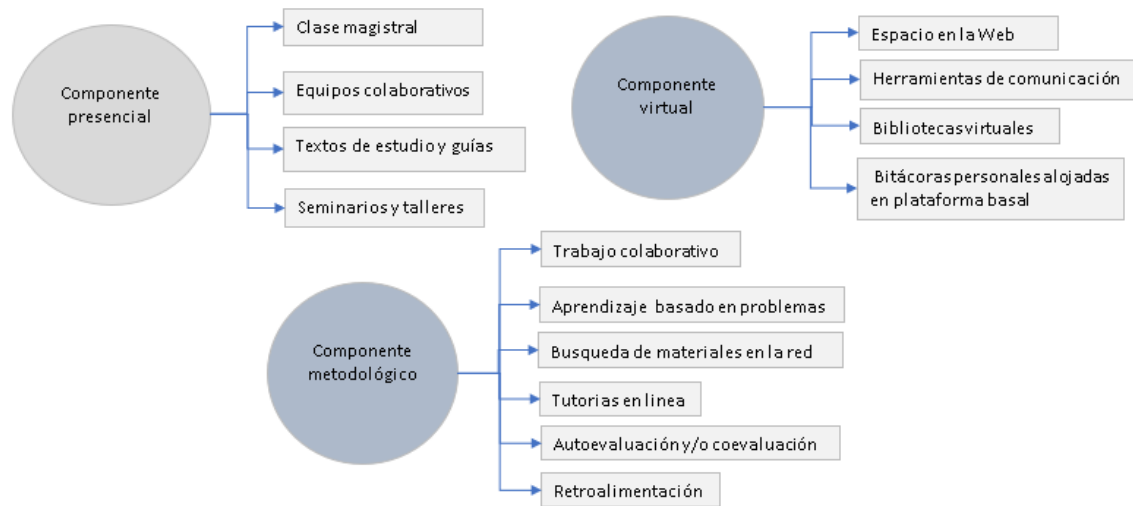 Componente
presencial
Clase magistral
Equipos colaborativos
Textos de estudio y guías
Seminarios y talleres
Componente
virtual
Espacio en la Web
Herramientas de comunicación
Bibliotecas virtuales
Bitácoras personales alojadas
en plataforma basal
Componente
metodológico
Trabajo colaborativo
Aprendizaje basado en problemas
Busqueda de materiales en la red
Tutorias en linea
Autoevaluación y/o coevaluación
Retroalimentación